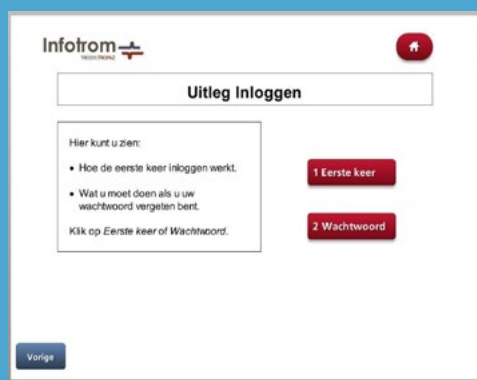 Infotrom
Uitleg Inloggen
Hier kunt u zien:
• Hoe de eerste keer inloggen werkt.
• Wat u moet doen als u uw
wachtwoord vergeten bent.
Klik op Eerste keer of Wachtwoord.
1 Eerste keer
2 Wachtwoord
Vorige